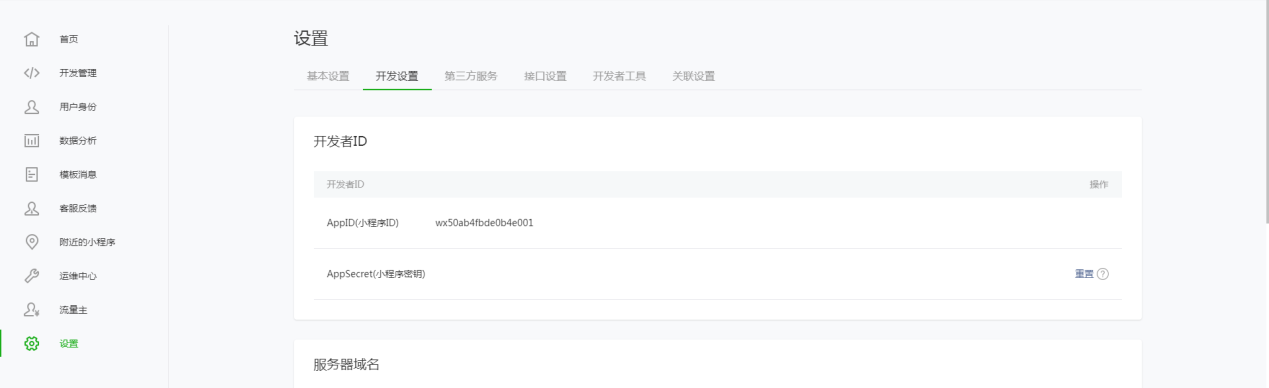 首页
开发管理
用户身份
数据分析
模板消息
客服反馈
附近的小程序
运维中心
流量主
设置
设置
基本设置 开发设置 第三方服务 接口设置 开发者工具 关联设置
开发者ID
开发者ID 操作
AppID(小程序ID) wx50ab4fbde0b4e001
AppSecret(小程序密钥) 重置 ?
服务器域名